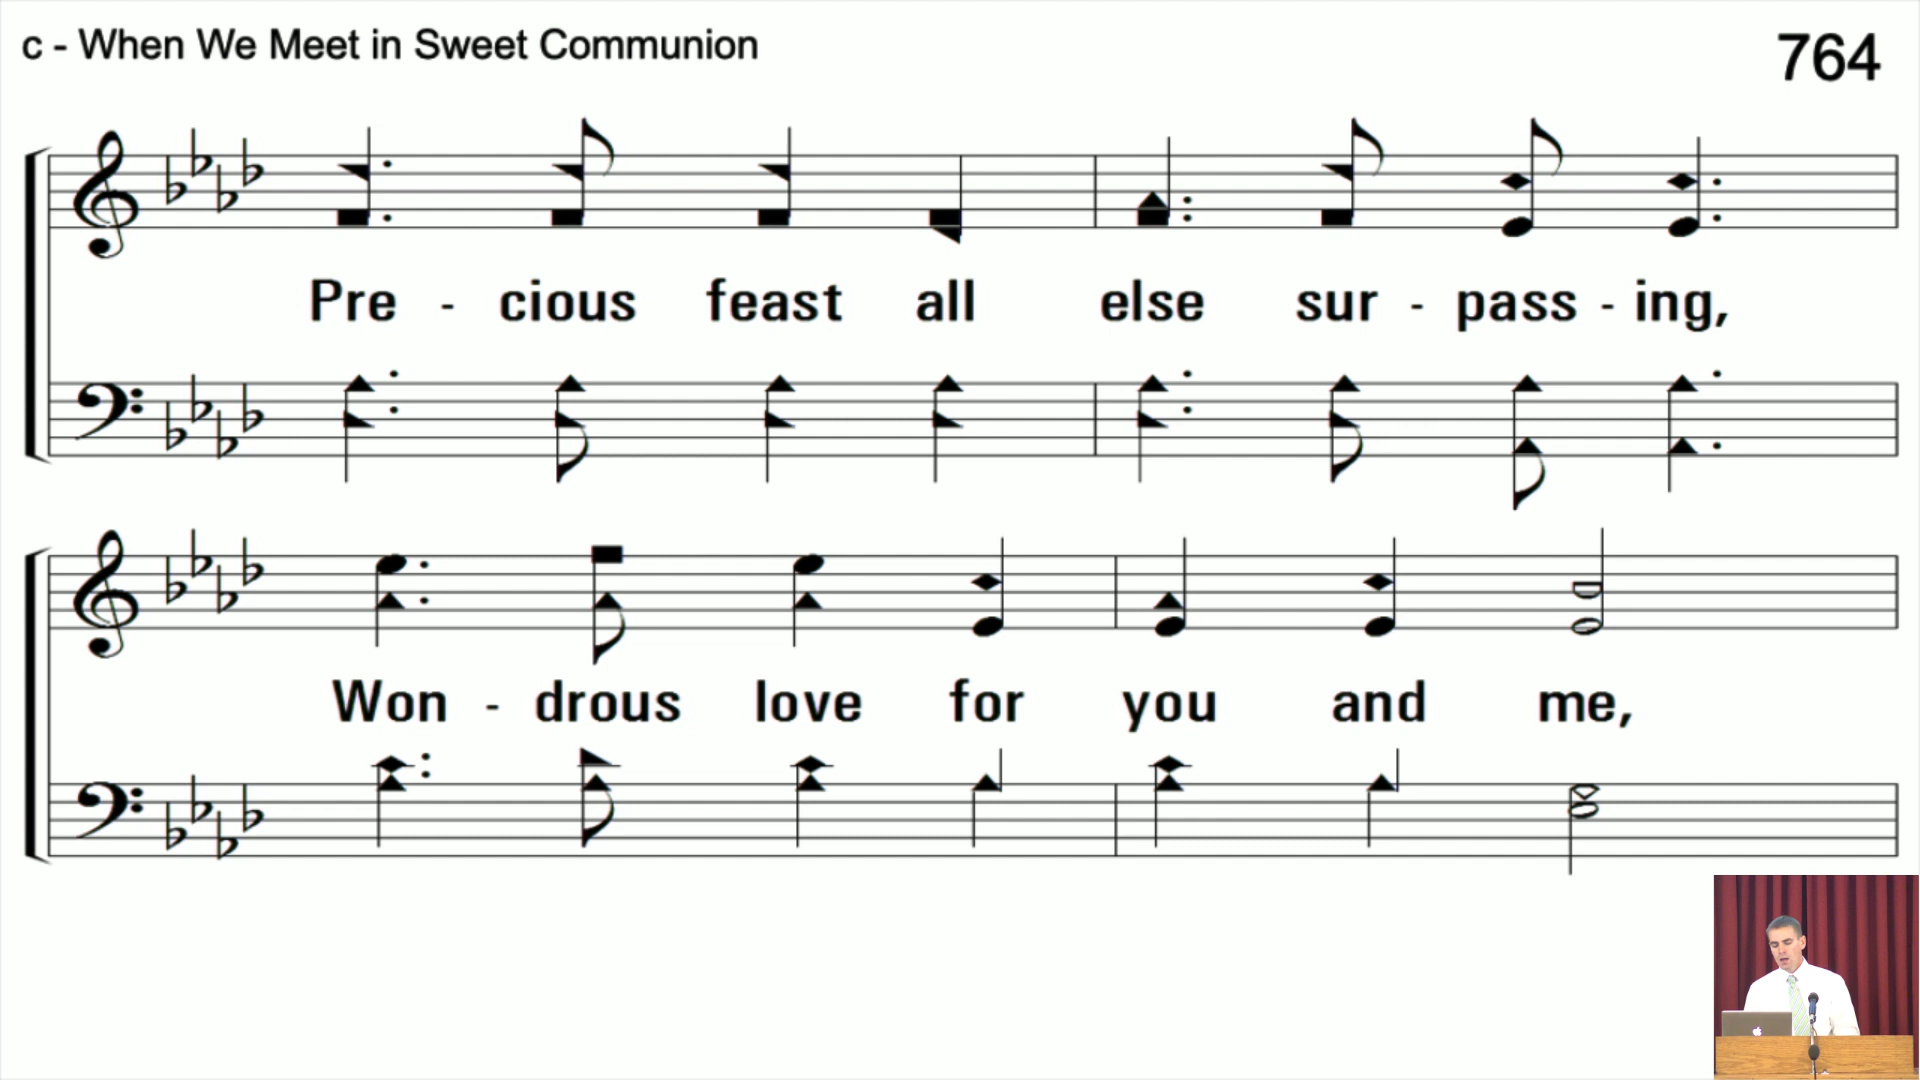 c - When We Meet in Sweet Communion
764
Pre - cious feast all else sur - pass - ing,
Won - drous love for you and me,